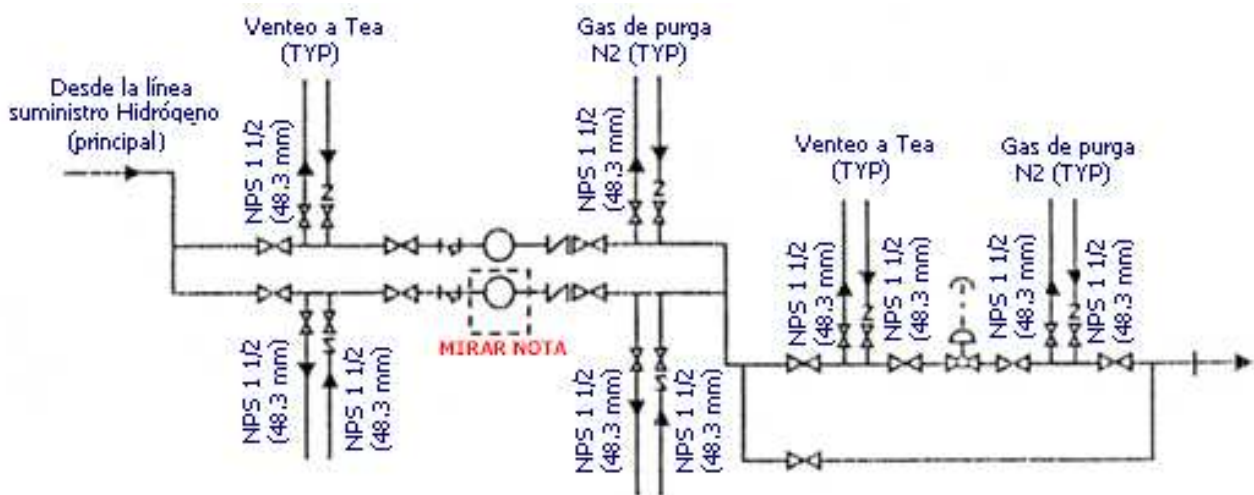 Venteo a Tea
(TYP)
Gas de purga
N2 (TYP)
Desde la línea
suministro Hidrógeno
(principal)
Venteo a Tea
(TYP)
Gas de purga
N2 (TYP)
NPS 1 1/2
(48.3 mm)
NPS 1 1/2
(48.3 mm)
NPS 1 1/2
(48.3 mm)
NPS 1 1/2
(48.3 mm)
NPS 1 1/2
(48.3 mm)
NPS 1 1/2
(48.3 mm)
MIRAR NOTA
NPS 1 1/2
(48.3 mm)
NPS 1 1/2
(48.3 mm)
NPS 1 1/2
(48.3 mm)
NPS 1 1/2
(48.3 mm)